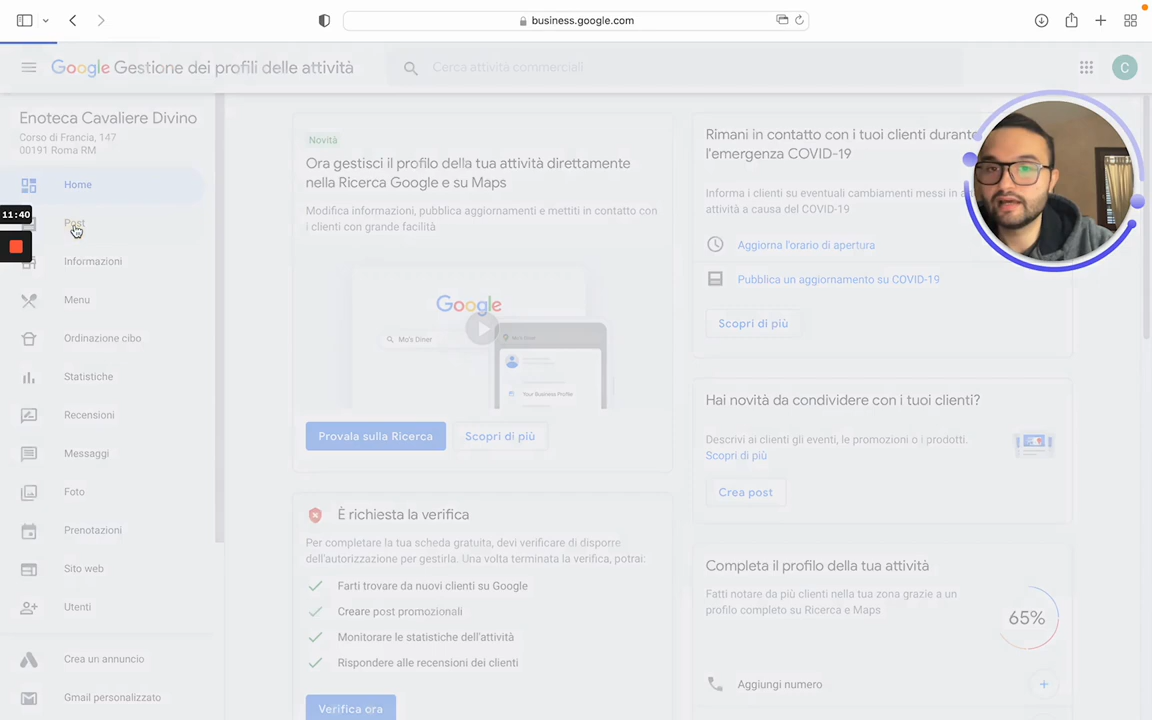 business.google.com
Google Gestione dei profili delle attività
Cerca attività commerciali
C
Enoteca Cavaliere Divino
Corso di Francia, 147
00191 Roma RM
Home
11:40
Post
Informazioni
Menu
Ordinazione cibo
Statistiche
Recensioni
Messaggi
Foto
Prenotazioni
Sito web
Utenti
Crea un annuncio
Gmail personalizzato
Novità
Ora gestisci il profilo della tua attività direttamente
nella Ricerca Google e su Maps
Modifica informazioni, pubblica aggiornamenti e mettiti in contatto con
i clienti con grande facilità
Google
Mo's Diner
Mo's Diner
Your Business Profile
Provala sulla Ricerca
Scopri di più
È richiesta la verifica
Per completare la tua scheda gratuita, devi verificare di disporre
dell'autorizzazione per gestirla. Una volta terminata la verifica, potrai:
Farti trovare da nuovi clienti su Google
Creare post promozionali
Monitorare le statistiche dell'attività
Rispondere alle recensioni dei clienti
Verifica ora
Rimani in contatto con i tuoi clienti durante
l'emergenza COVID-19
Informa i clienti su eventuali cambiamenti messi in
attività a causa del COVID-19
Aggiorna l'orario di apertura
Pubblica un aggiornamento su COVID-19
Scopri di più
Hai novità da condividere con i tuoi clienti?
Descrivi ai clienti gli eventi, le promozioni o i prodotti.
Scopri di più
Crea post
Completa il profilo della tua attività
Fatti notare da più clienti nella tua zona grazie a un
profilo completo su Ricerca e Maps
65%
Aggiungi numero